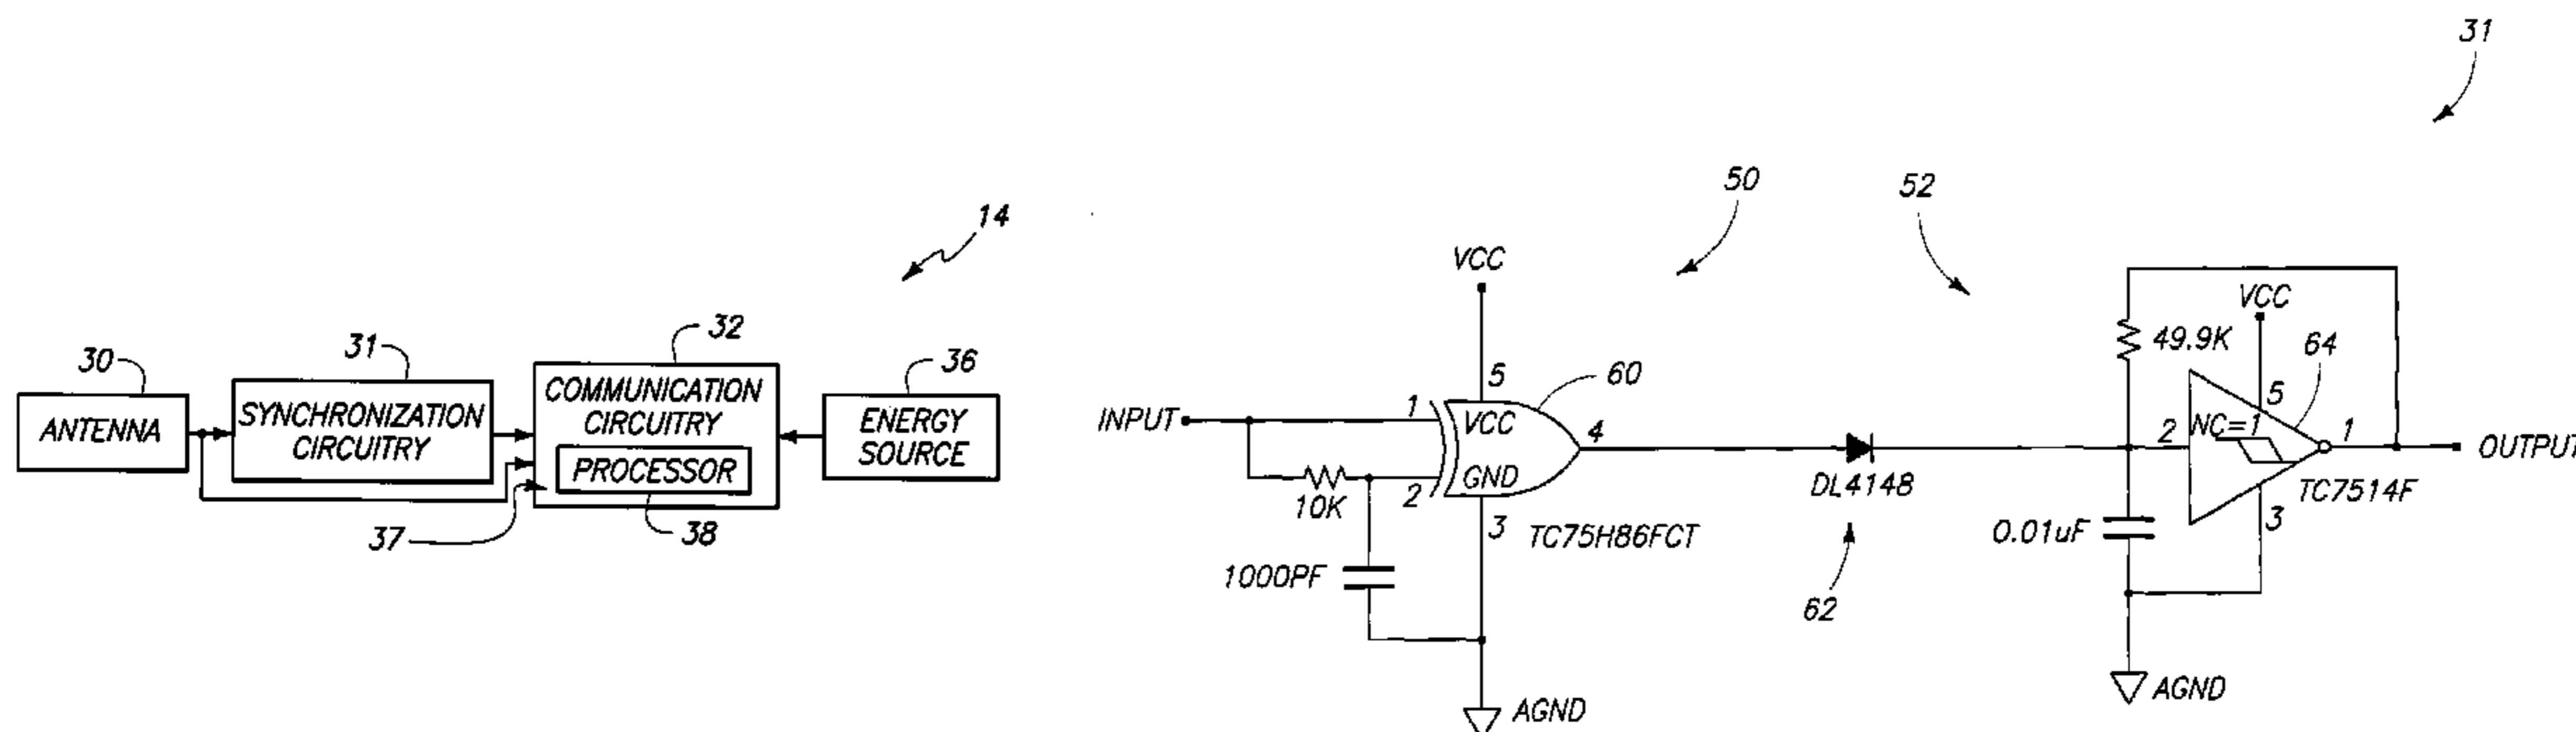 14
30
31
32
36
ANTENNA
SYNCHRONIZATION
CIRCUITRY
COMMUNICATION
CIRCUITRY
PROCESSOR
ENERGY
SOURCE
37
38
31
50
52
VCC
5
60
INPUT
1
VCC
4
2
GND
10K
3
TC75H86FCT
1000PF
AGND
DL4148
62
VCC
49.9K
64
5
2
NC=1
1
OUTPUT
TC7514F
3
0.01uF
AGND